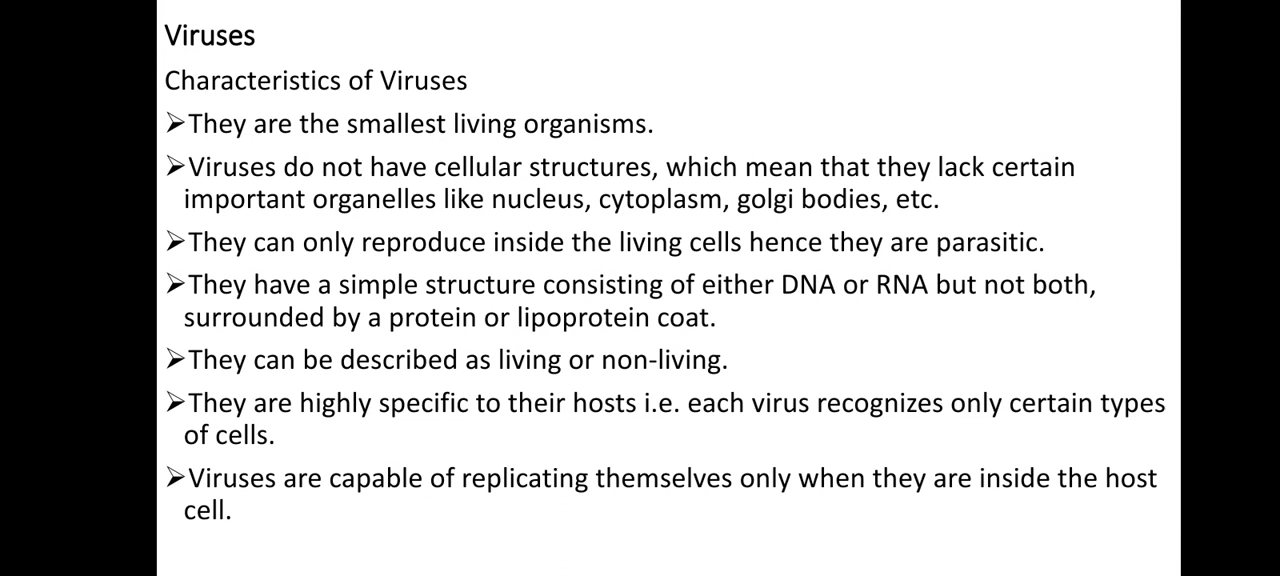 Viruses
Characteristics of Viruses
➢They are the smallest living organisms.
➢Viruses do not have cellular structures, which mean that they lack certain
important organelles like nucleus, cytoplasm, golgi bodies, etc.
➢They can only reproduce inside the living cells hence they are parasitic.
➢They have a simple structure consisting of either DNA or RNA but not both,
surrounded by a protein or lipoprotein coat.
➢They can be described as living or non-living.
➢They are highly specific to their hosts i.e. each virus recognizes only certain types
of cells.
➢Viruses are capable of replicating themselves only when they are inside the host
cell.